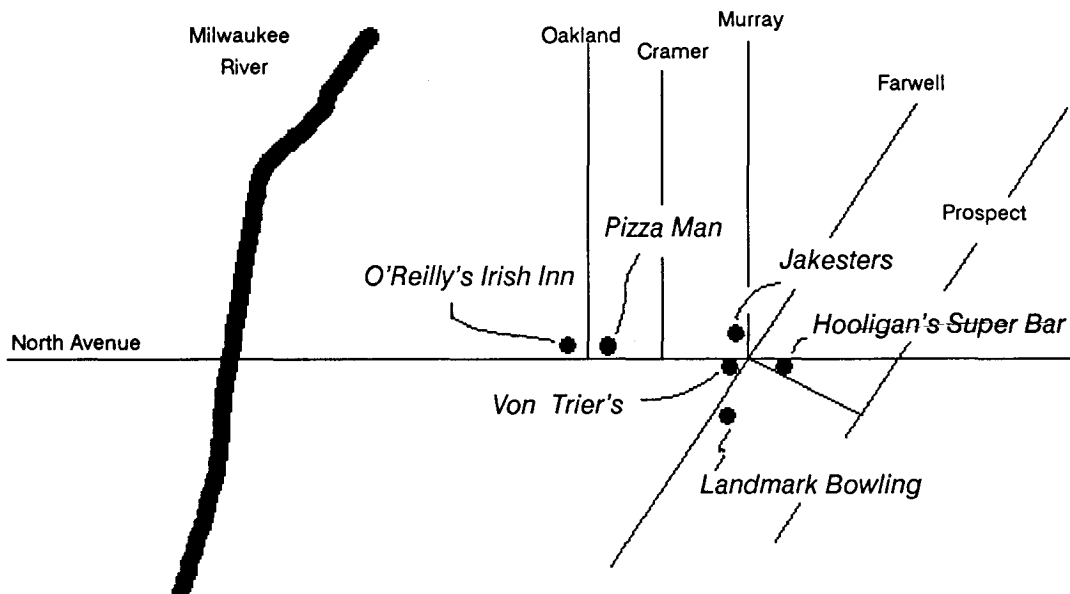 Murray
Milwaukee
River
Oakland
Cramer
Farwell
Prospect
Pizza Man
Jakesters
O'Reilly's Irish Inn
Hooligan's Super Bar
North Avenue
Von Trier's
Landmark Bowling